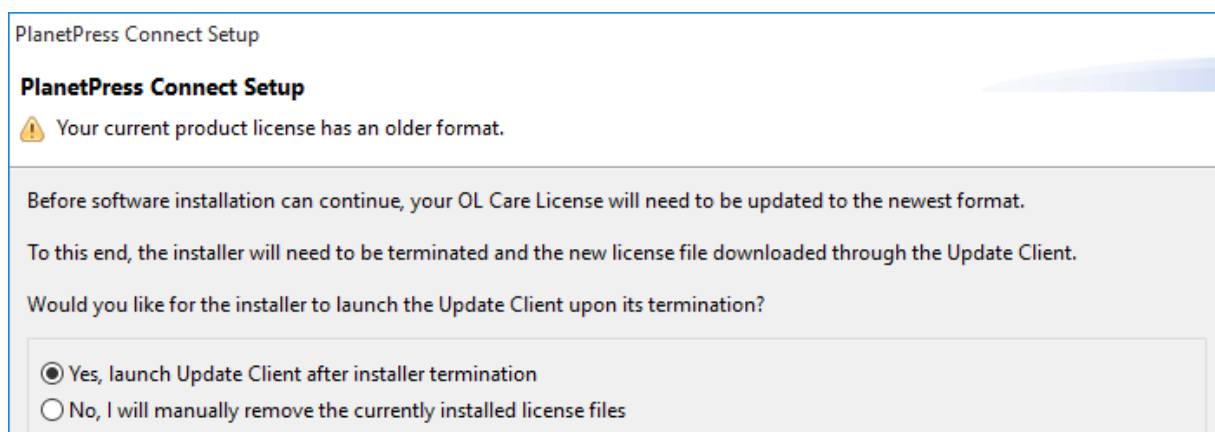 PlanetPress Connect Setup
PlanetPress Connect Setup
Your current product license has an older format.
Before software installation can continue, your OL Care License will need to be updated to the newest format.
To this end, the installer will need to be terminated and the new license file downloaded through the Update Client.
Would you like for the installer to launch the Update Client upon its termination?
Yes, launch Update Client after installer termination
No, I will manually remove the currently installed license files